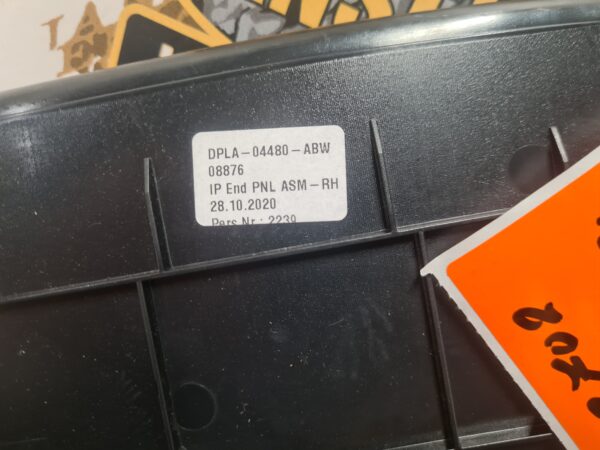 DPLA-04480-ABW
08876
IP End PNL ASM-RH
28.10.2020
Pers Nr.: 2239